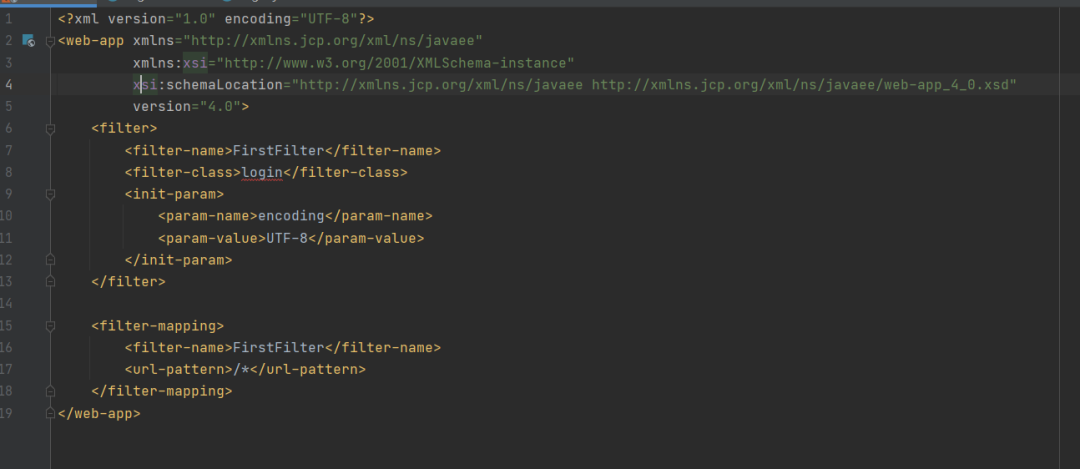 1 <?xml version="1.0" encoding="UTF-8"?>
2 <web-app xmlns="http://xmlns.jcp.org/xml/ns/javaee"
3 xmlns:xsi="http://www.w3.org/2001/XMLSchema-instance"
4 xsi:schemaLocation="http://xmlns.jcp.org/xml/ns/javaee http://xmlns.jcp.org/xml/ns/javaee/web-app_4_0.xsd"
5 version="4.0">
6 <filter>
7 <filter-name>FirstFilter</filter-name>
8 <filter-class>login</filter-class>
9 <init-param>
10 <param-name>encoding</param-name>
11 <param-value>UTF-8</param-value>
12 </init-param>
13 </filter>
14
15 <filter-mapping>
16 <filter-name>FirstFilter</filter-name>
17 <url-pattern>/*</url-pattern>
18 </filter-mapping>
19 </web-app>